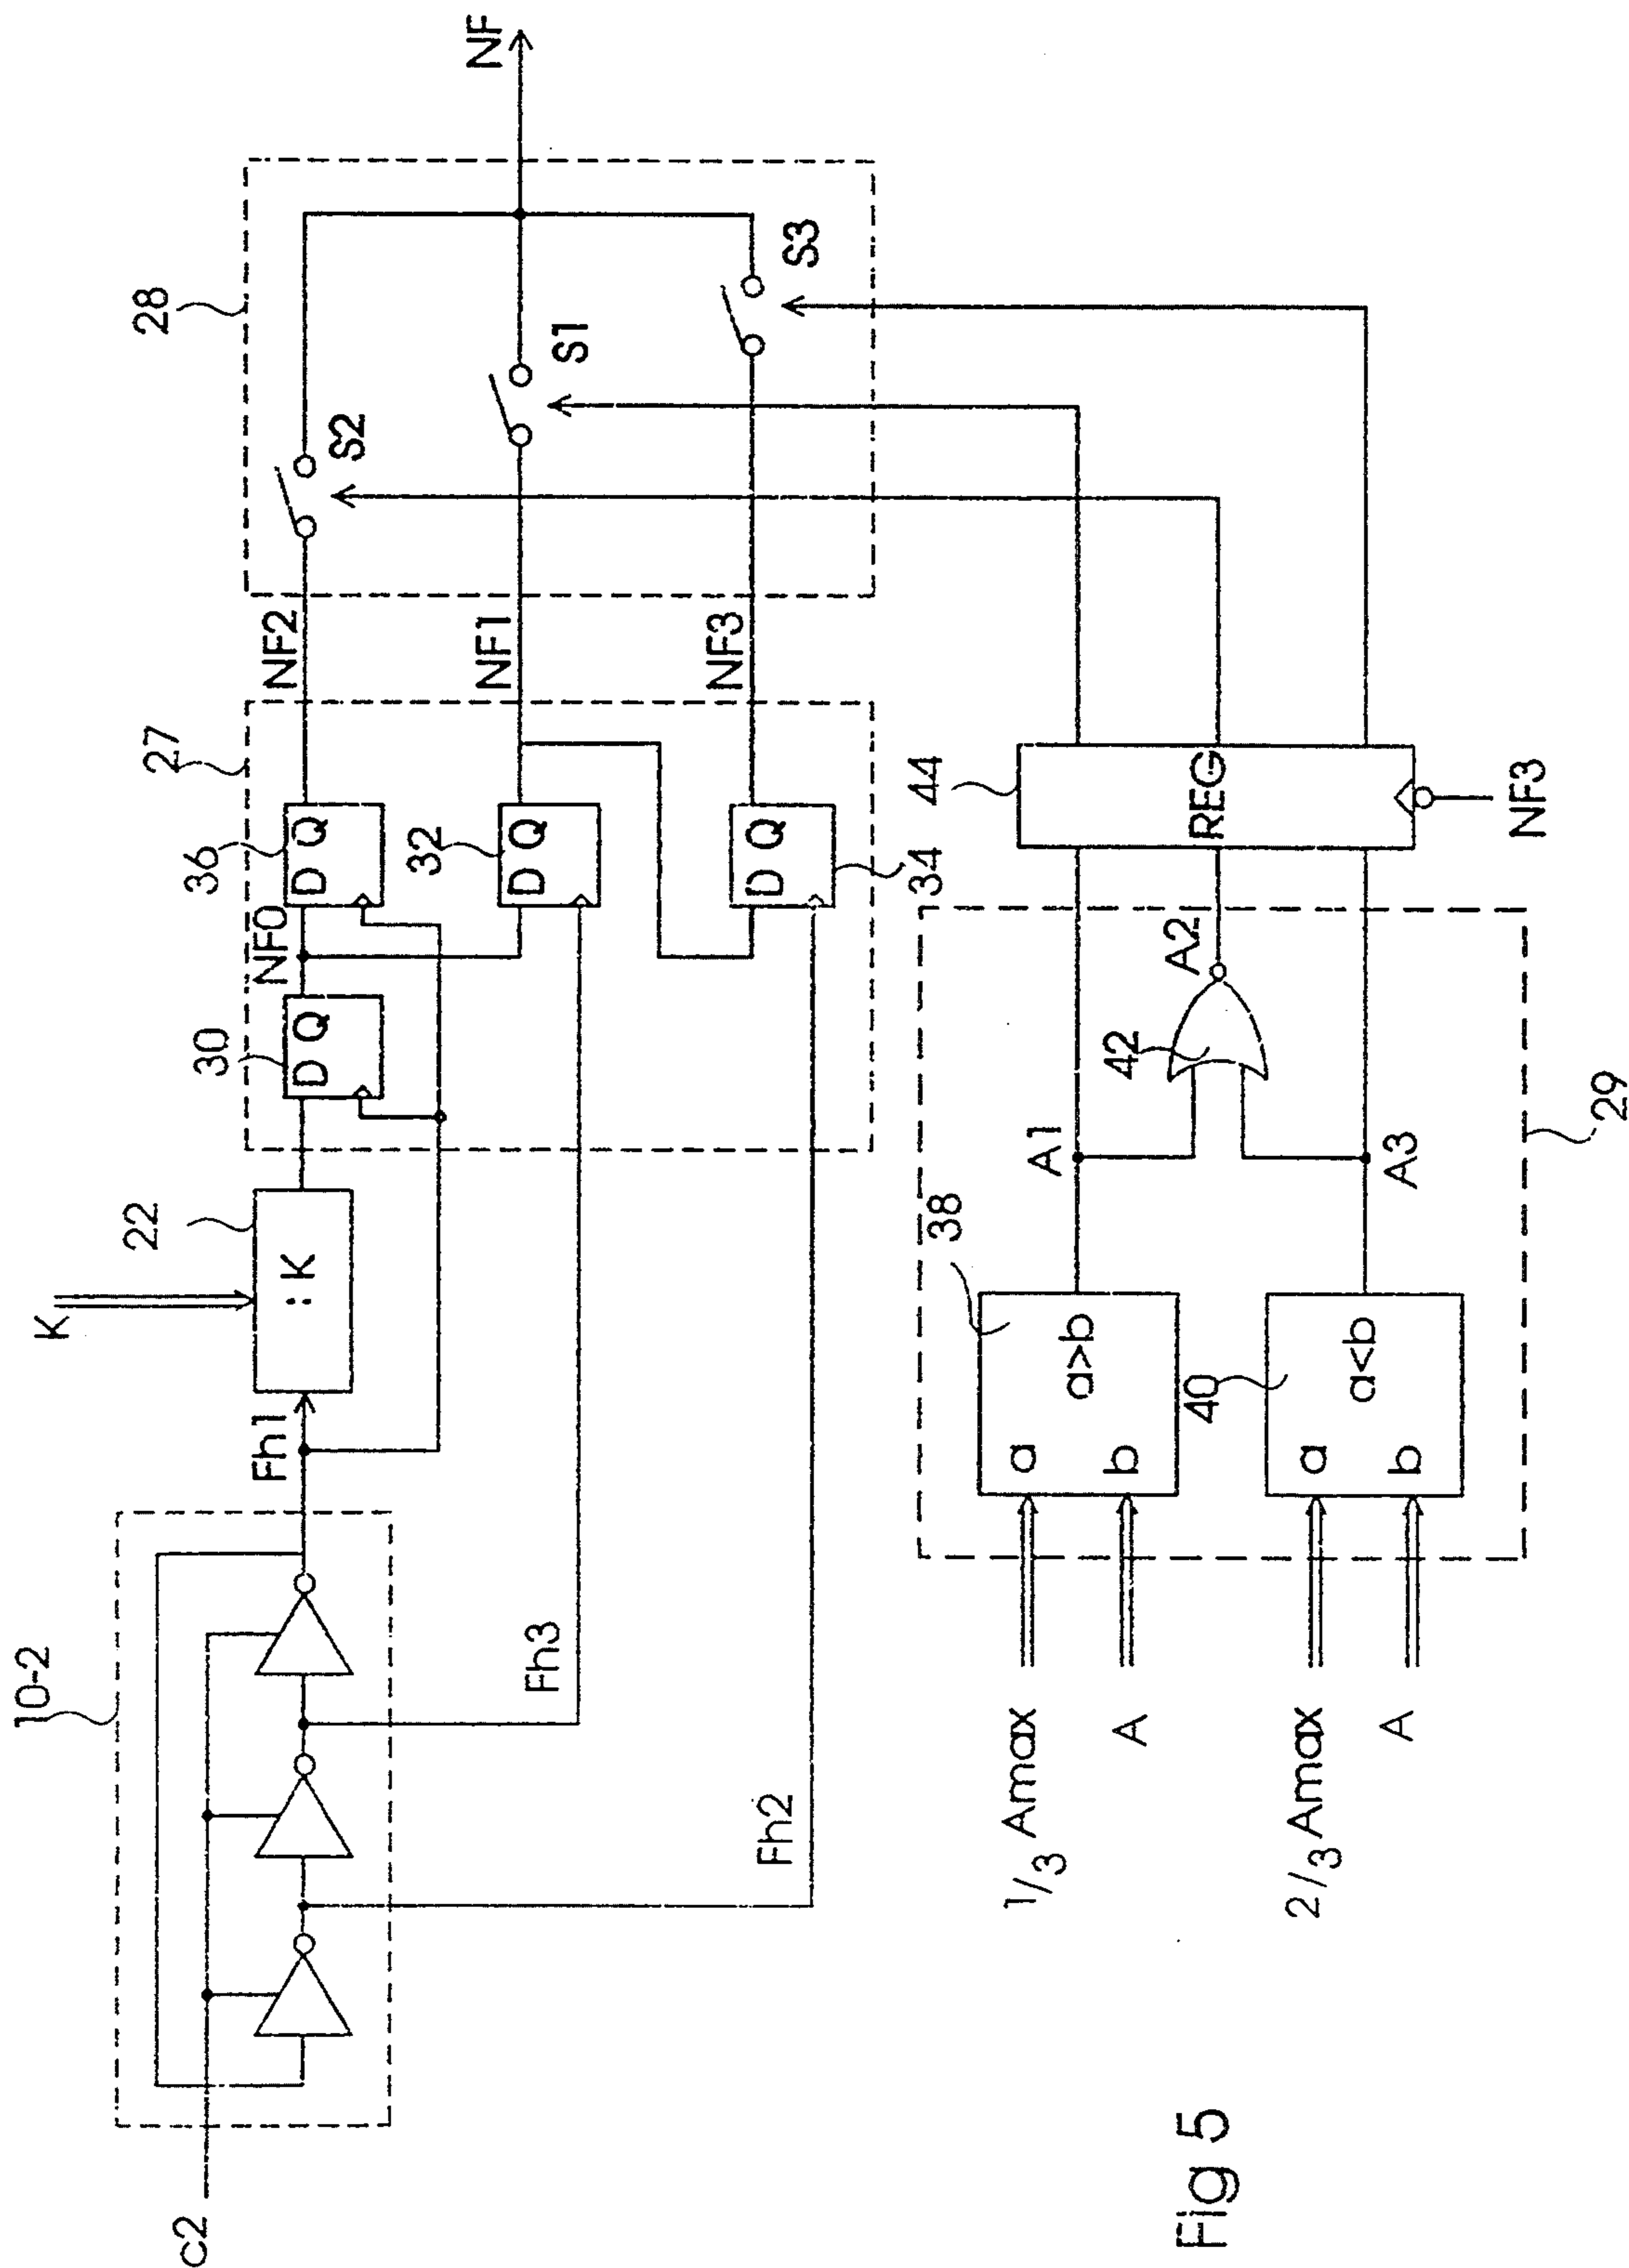 c2
10-2
Fh1
Fh3
Fh2
K
22
: K
27
30
D Q
NF0
36
D Q
32
D Q
34
D Q
NF2
NF1
NF3
28
S2
S1
S3
NF
1/3 Amax
A
2/3 Amax
A
38
a
b
a>b
40
a
b
a<b
A1
A3
42
A2
29
44
REG
NF3
Fig 5